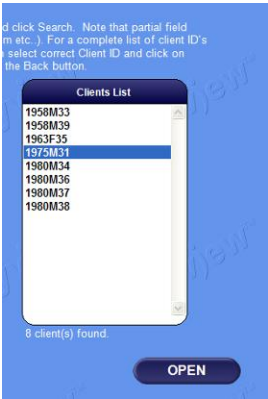 d click Search. Note that partial field
m etc..). For a complete list of client ID's
select correct Client ID and click on
the Back button.
Clients List
1958M33
1958M39
1963F35
1975M31
1980M34
1980M36
1980M37
1980M38
8 client(s) found.
OPEN